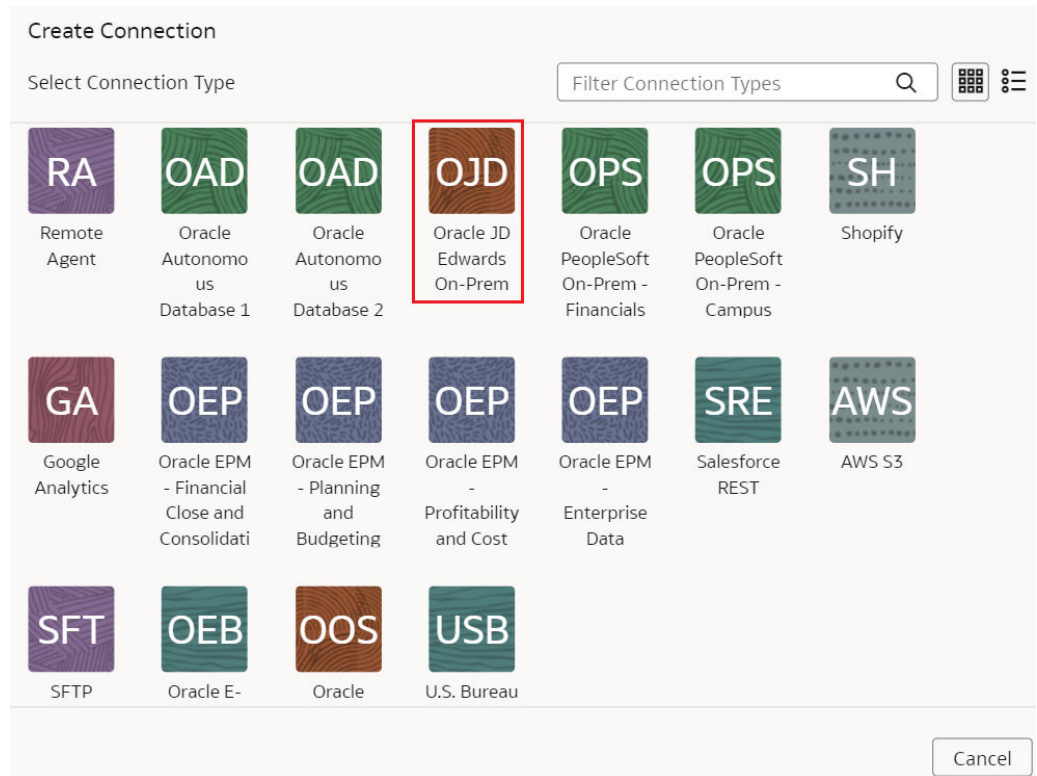 Create Connection
Select Connection Type
Filter Connection Types
RA
OAD
OAD
OJD
OPS
OPS
SH
Remote
Agent
Oracle
Autonomo
us
Database 1
Oracle
Autonomo
us
Database 2
Oracle JD
Edwards
On-Prem
Oracle
PeopleSoft
On-Prem -
Financials
Oracle
PeopleSoft
On-Prem -
Campus
Shopify
GA
OEP
OEP
OEP
OEP
SRE
AWS
Google
Analytics
Oracle EPM
- Financial
Close and
Consolidati
Oracle EPM
- Planning
and
Budgeting
Oracle EPM
-
Profitability
and Cost
Oracle EPM
-
Enterprise
Data
Salesforce
REST
AWS S3
SFT
OEB
OOS
USB
SFTP
Oracle E-
Oracle
U.S. Bureau
Cancel